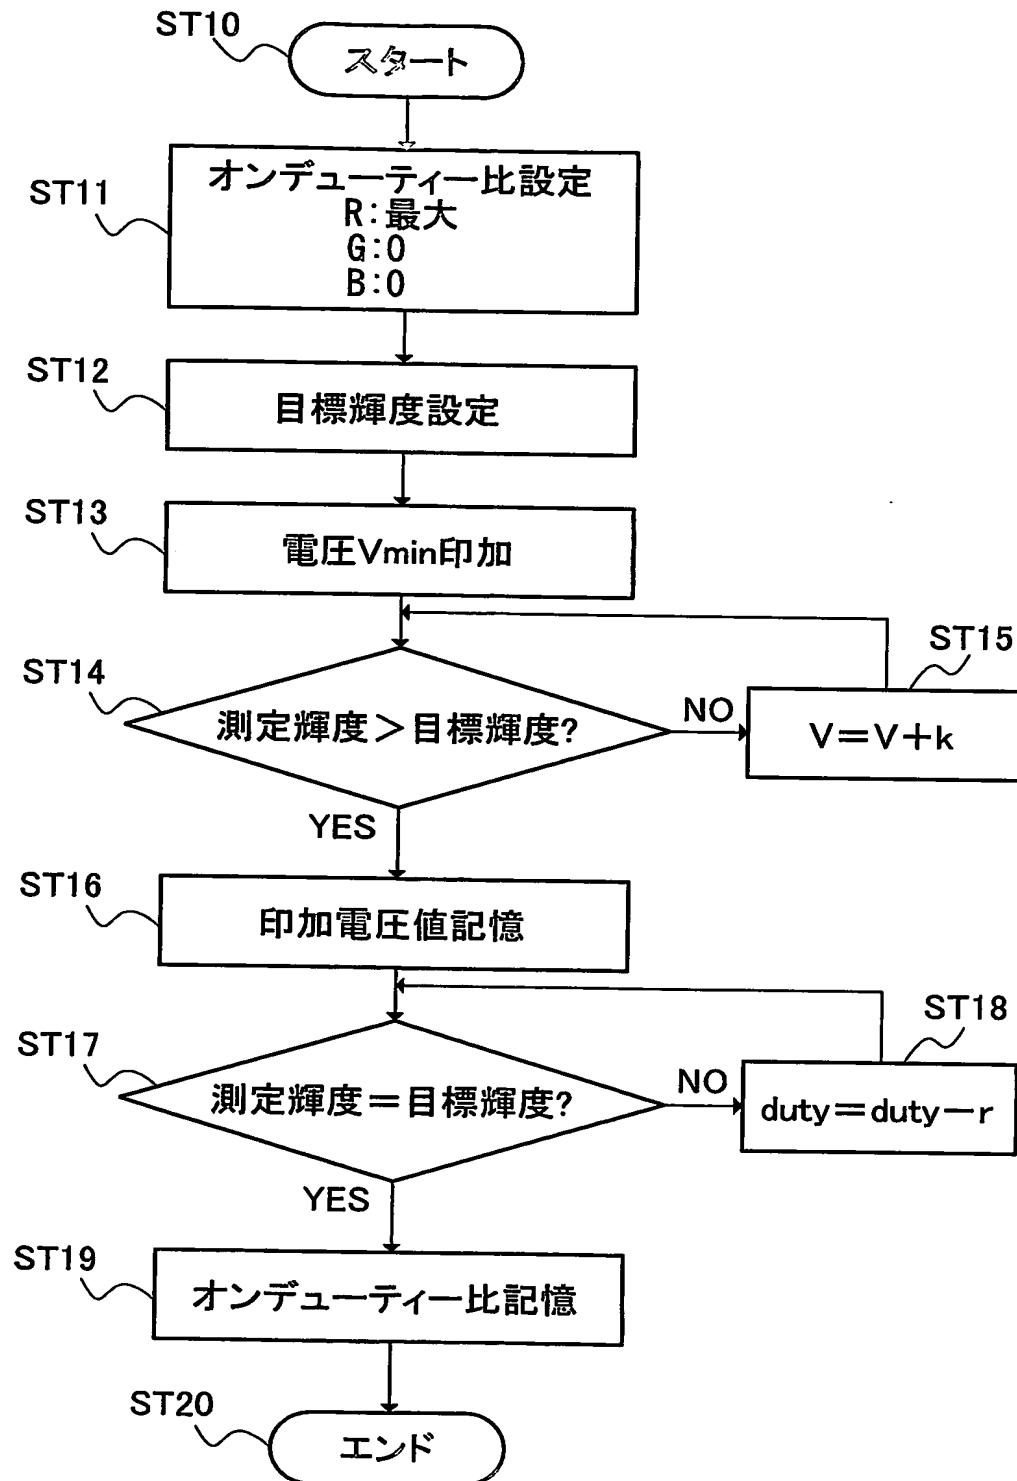 ST10
スタート
ST11
オンデューティー比設定
R:最大
G:0
B:0
ST12
目標輝度設定
ST13
電圧Vmin印加
ST14
測定輝度>目標輝度?
NO
ST15
V=V+k
YES
ST16
印加電圧値記憶
ST17
測定輝度=目標輝度?
NO
ST18
duty=duty-r
YES
ST19
オンデューティー比記憶
ST20
エンド